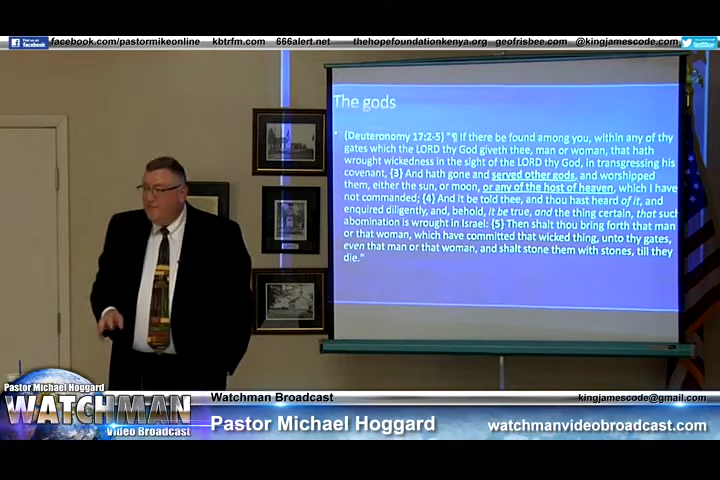 Find us on facebook
facebook.com/pastormikeonline kbtrfm.com 666alert.net thehopefoundationkenya.org geofrisbee.com @kingjamescode.com
twitter
The gods
• (Deuteronomy 17:2-5) "¶ If there be found among you, within any of thy
gates which the LORD thy God giveth thee, man or woman, that hath
wrought wickedness in the sight of the LORD thy God, in transgressing his
covenant, {3} And hath gone and served other gods, and worshipped
them, either the sun, or moon, or any of the host of heaven, which I have
not commanded; {4} And it be told thee, and thou hast heard of it, and
enquired diligently, and, behold, it be true, and the thing certain, that such
abomination is wrought in Israel: {5} Then shalt thou bring forth that man
or that woman, which have committed that wicked thing, unto thy gates,
even that man or that woman, and shalt stone them with stones, till they
die."
Pastor Michael Hoggard
WATCHMAN
Video Broadcast
Watchman Broadcast
kingjamescode@gmail.com
Pastor Michael Hoggard
watchmanvideobroadcast.com